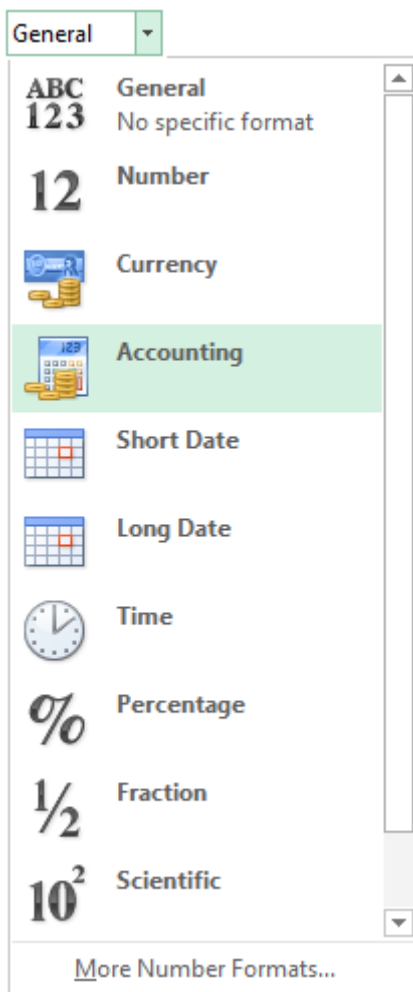 General
ABC
123
General
No specific format
12
Number
Currency
123
Accounting
Short Date
Long Date
Time
%
Percentage
1/2
Fraction
10²
Scientific
More Number Formats...